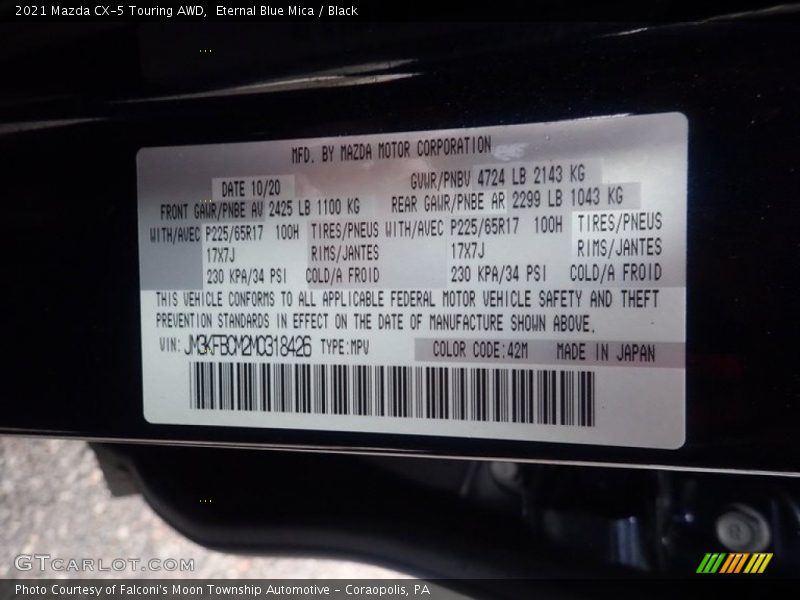 2021 Mazda CX-5 Touring AWD, Eternal Blue Mica / Black
MFD. BY MAZDA MOTOR CORPORATION
DATE 10/20 GVWR/PNBV 4724 LB 2143 KG
FRONT GAWR/PNBE AV 2425 LB 1100 KG REAR GAWR/PNBE AR 2299 LB 1043 KG
WITH/AVEC P225/65R17 100H TIRES/PNEUS WITH/AVEC P225/65R17 100H TIRES/PNEUS
17X7J RIMS/JANTES 17X7J RIMS/JANTES
230 KPA/34 PSI COLD/A FROID 230 KPA/34 PSI COLD/A FROID
THIS VEHICLE CONFORMS TO ALL APPLICABLE FEDERAL MOTOR VEHICLE SAFETY AND THEFT
PREVENTION STANDARDS IN EFFECT ON THE DATE OF MANUFACTURE SHOWN ABOVE.
VIN: JM3KFBCM2M0318426 TYPE:MPV COLOR CODE:42M MADE IN JAPAN
GTCARLOT.COM
Photo Courtesy of Falconi's Moon Township Automotive - Coraopolis, PA